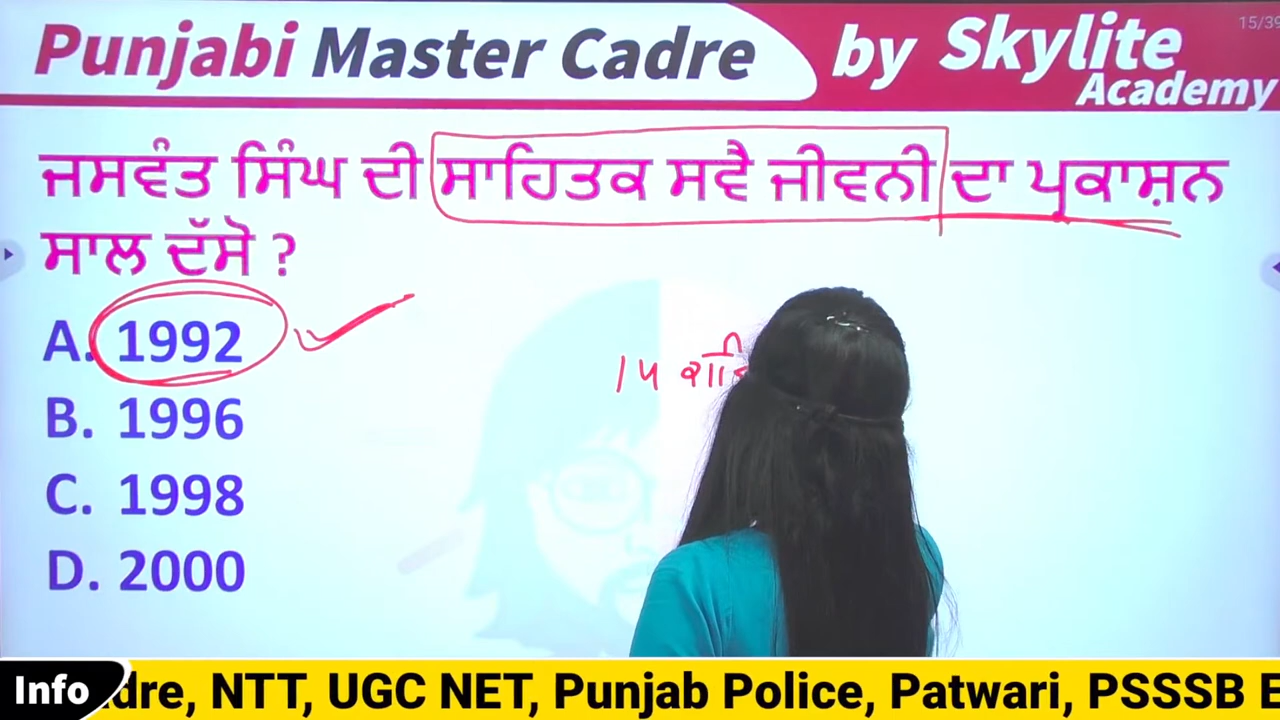 Punjabi Master Cadre
by Skylite
Academy
15/39
ਜਸਵੰਤ ਸਿੰਘ ਦੀ ਸਾਹਿਤਕ ਸਵੈ ਜੀਵਨੀ ਦਾ ਪ੍ਰਕਾਸ਼ਨ
ਸਾਲ ਦੱਸੋ ?
A. 1992
B. 1996
C. 1998
D. 2000
Info
NTT, UGC NET, Punjab Police, Patwari, PSSSB